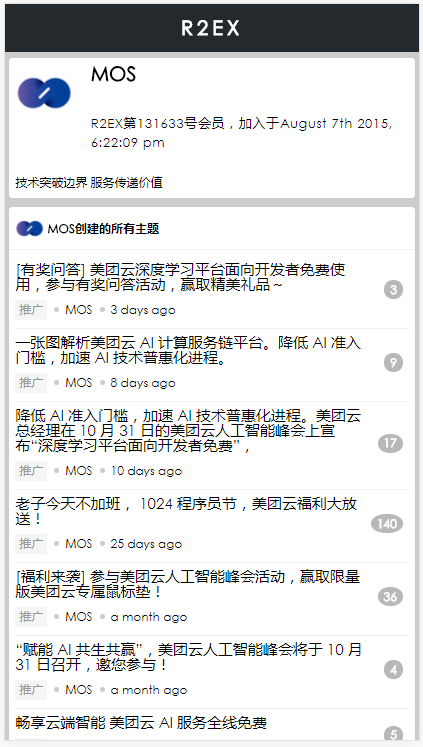 R2EX
MOS
R2EX第131633号会员，加入于August 7th 2015,
6:22:09 pm
技术突破边界 服务传递价值
MOS创建的所有主题
[有奖问答] 美团云深度学习平台面向开发者免费使
用，参与有奖问答活动，赢取精美礼品～
3
推广 • MOS • 3 days ago
一张图解析美团云 AI 计算服务链平台。降低 AI 准入
门槛，加速 AI 技术普惠化进程。
9
推广 • MOS • 8 days ago
降低 AI 准入门槛，加速 AI 技术普惠化进程。美团云
总经理在 10 月 31 日的美团云人工智能峰会上宣
布“深度学习平台面向开发者免费”，
17
推广 • MOS • 10 days ago
老子今天不加班， 1024 程序员节，美团云福利大放
送！
140
推广 • MOS • 25 days ago
[福利来袭] 参与美团云人工智能峰会活动，赢取限量
版美团云专属鼠标垫！
36
推广 • MOS • a month ago
“赋能 AI 共生共赢”，美团云人工智能峰会将于 10 月
31 日召开，邀您参与！
4
推广 • MOS • a month ago
畅享云端智能 美团云 AI 服务全线免费
5